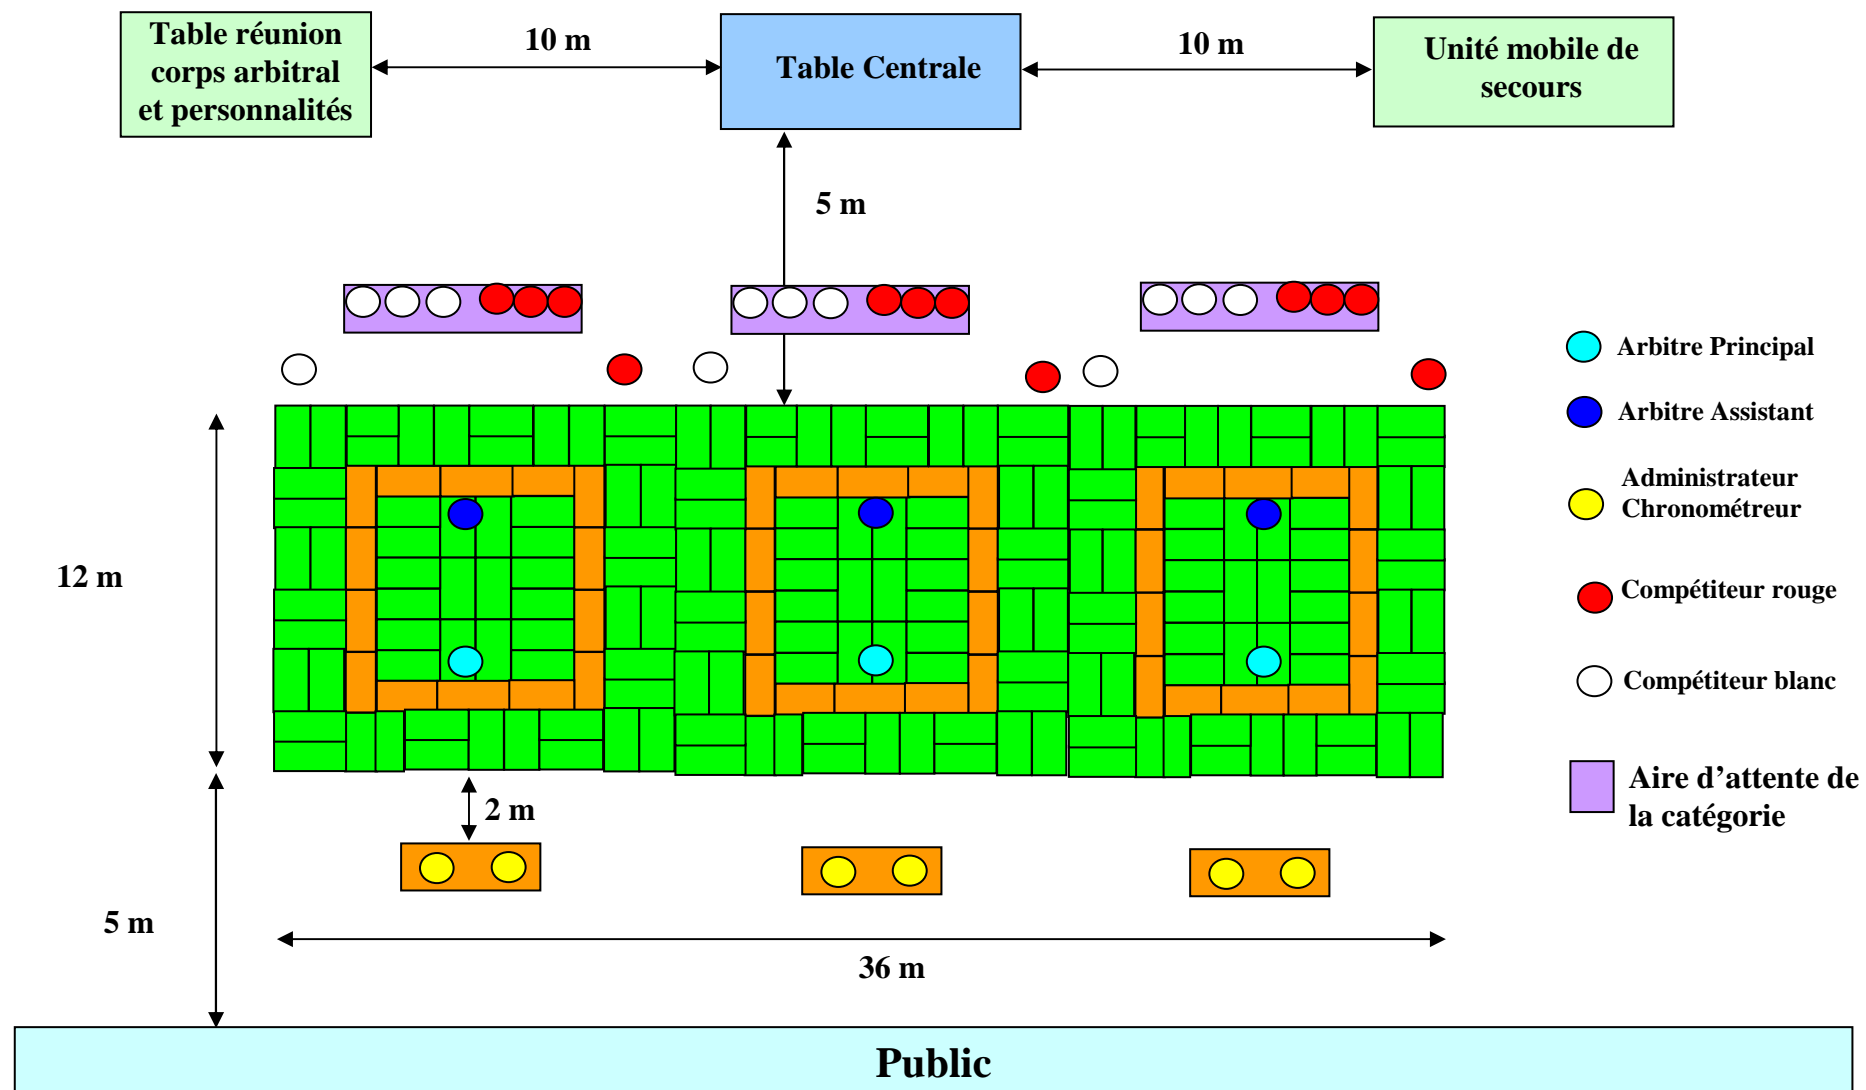 Table réunion
corps arbitral
et personnalités
10 m
Table Centrale
10 m
Unité mobile de
secours
5 m
Arbitre Principal
Arbitre Assistant
Administrateur
Chronométreur
12 m
Compétiteur rouge
Compétiteur blanc
Aire d’attente de
la catégorie
2 m
5 m
36 m
Public